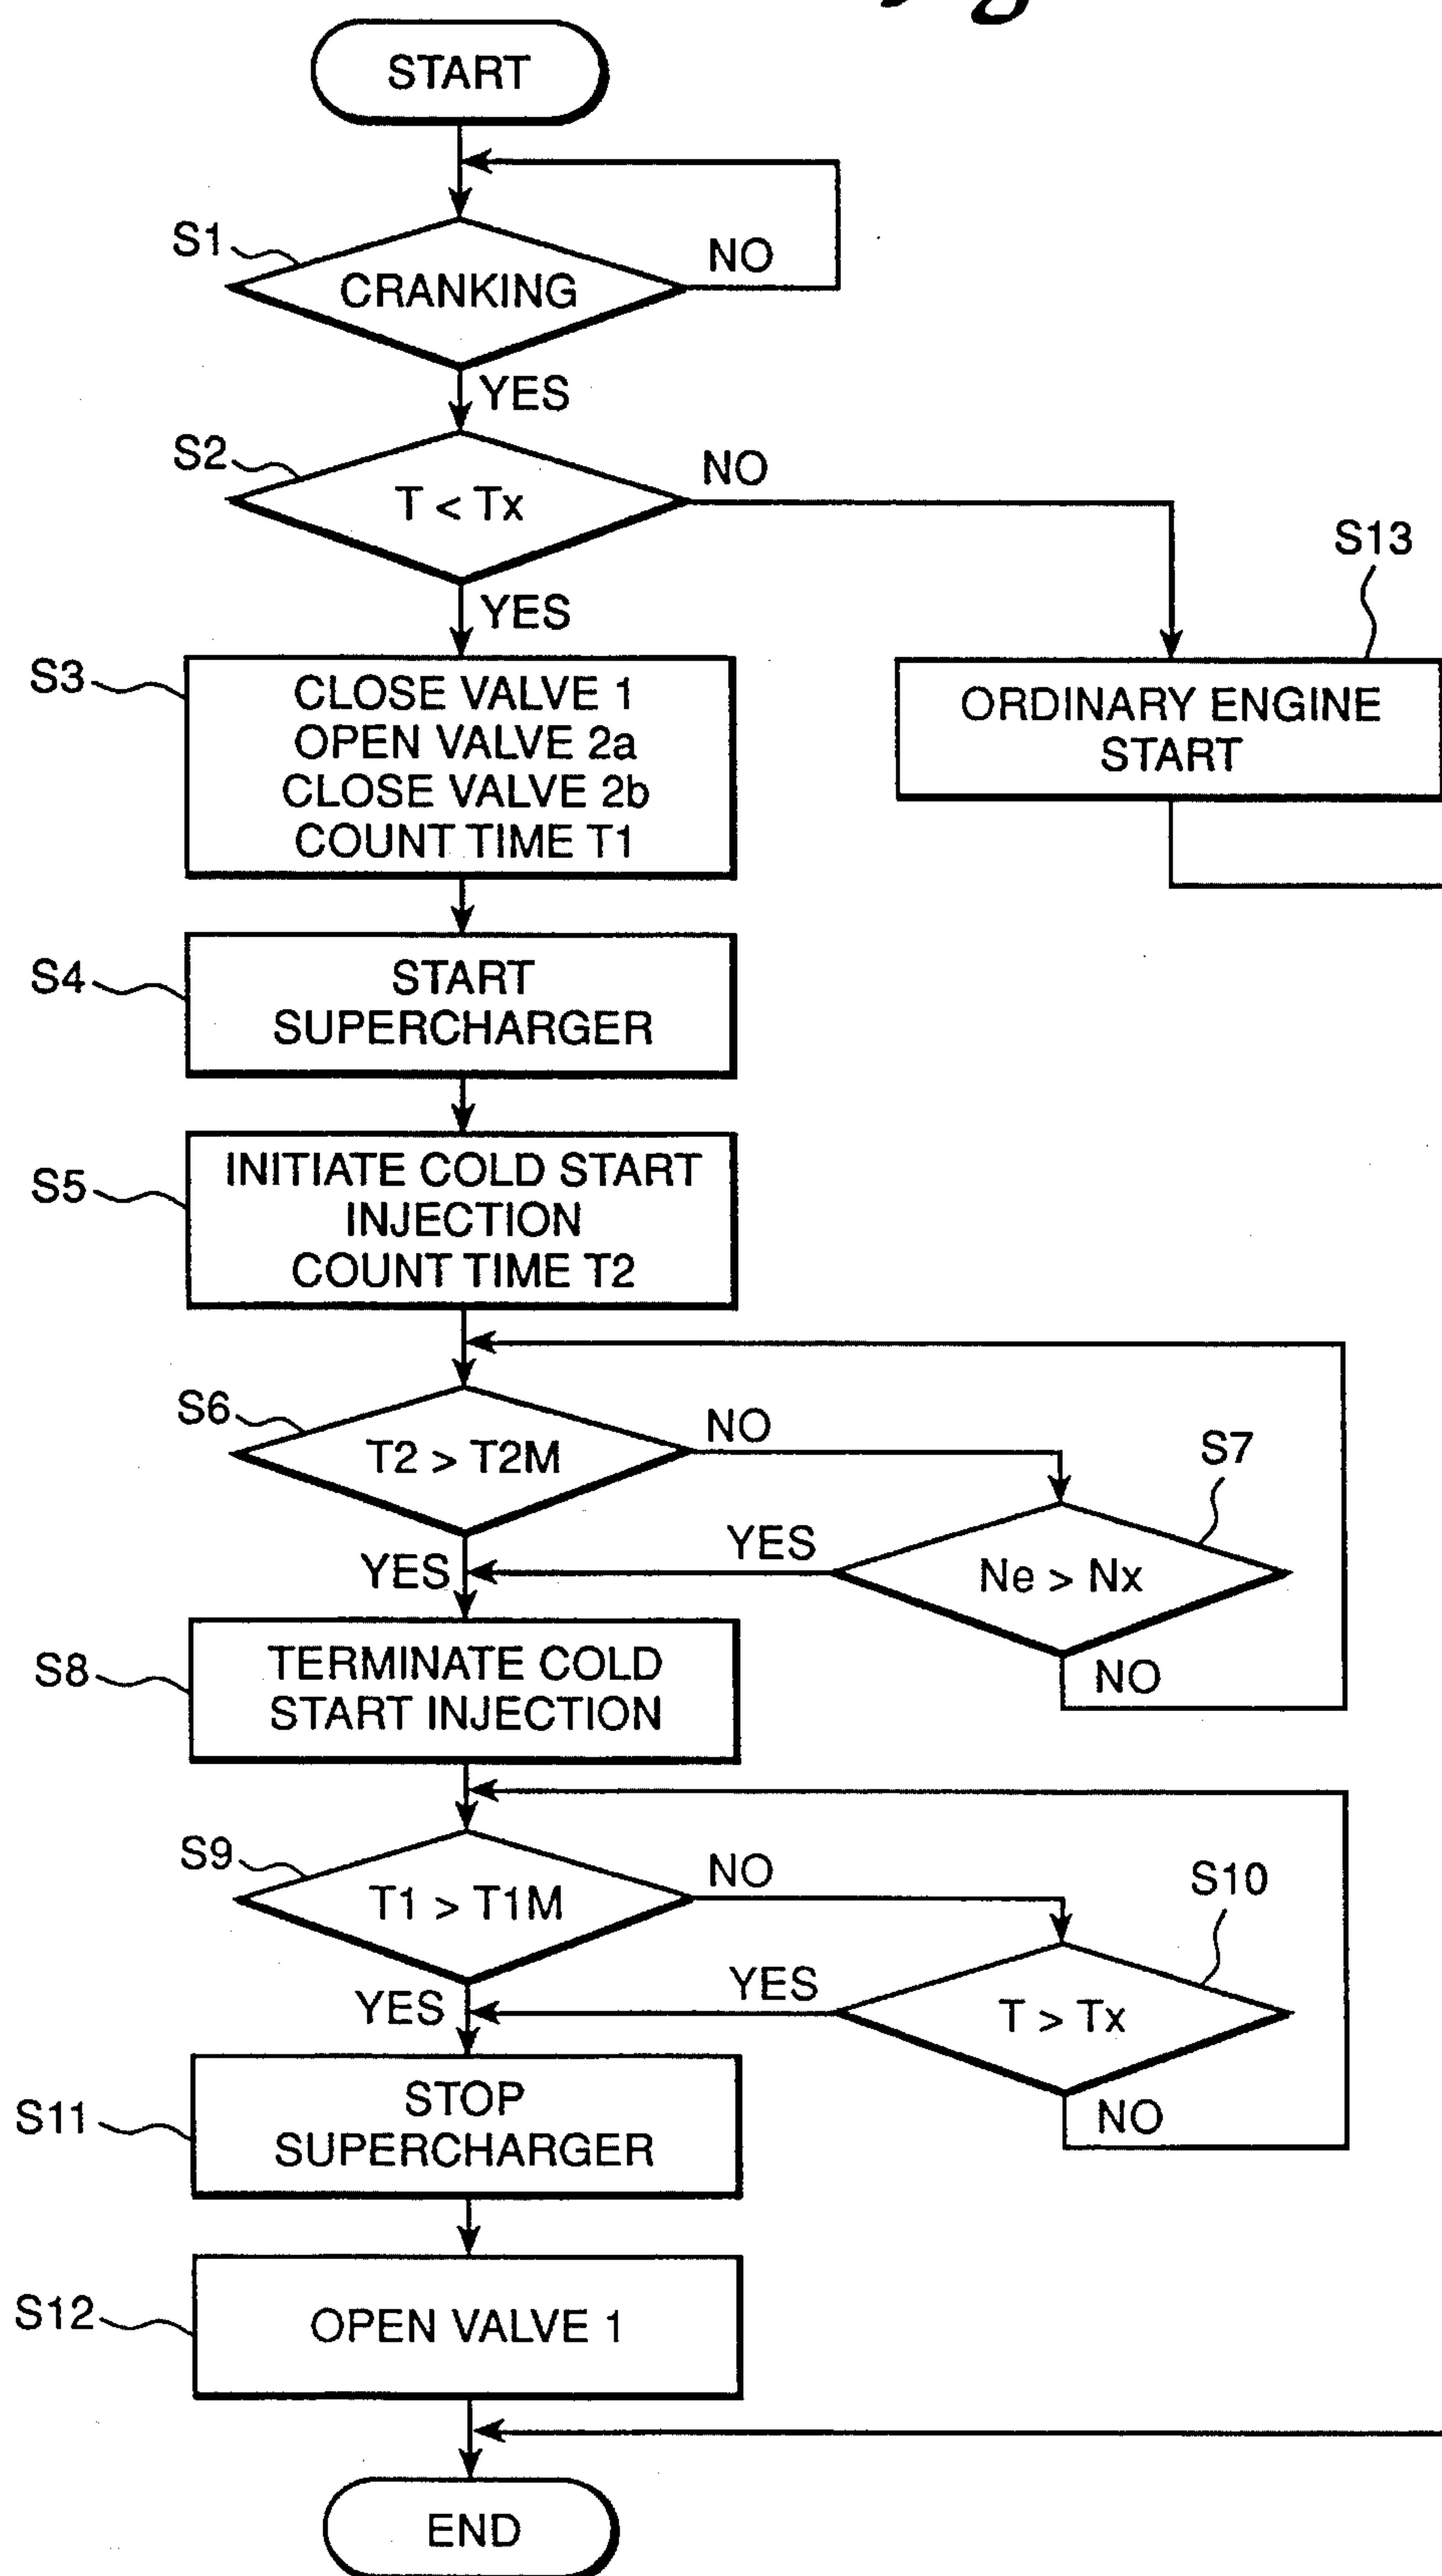 START
S1
CRANKING
NO
YES
S2
T < Tx
NO
YES
S13
S3
CLOSE VALVE 1
OPEN VALVE 2a
CLOSE VALVE 2b
COUNT TIME T1
ORDINARY ENGINE
START
S4
START
SUPERCHARGER
S5
INITIATE COLD START
INJECTION
COUNT TIME T2
S6
T2 > T2M
NO
S7
YES
YES
Ne > Nx
NO
S8
TERMINATE COLD
START INJECTION
S9
T1 > T1M
NO
S10
YES
YES
T > Tx
NO
S11
STOP
SUPERCHARGER
S12
OPEN VALVE 1
END